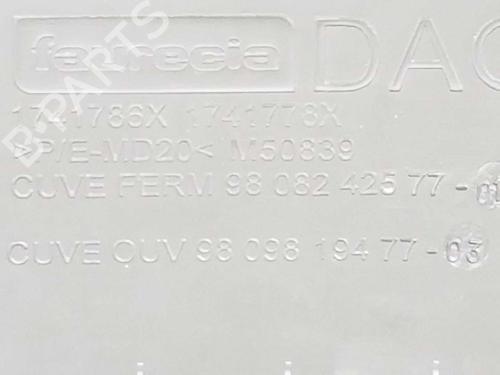 faurecia DAC
1741786X 1741778X
>P/E-MD20< M50839
CUVE FERM 98 082 425 77-01
CUVE OUV 98 098 194 77-03
B-PARTS